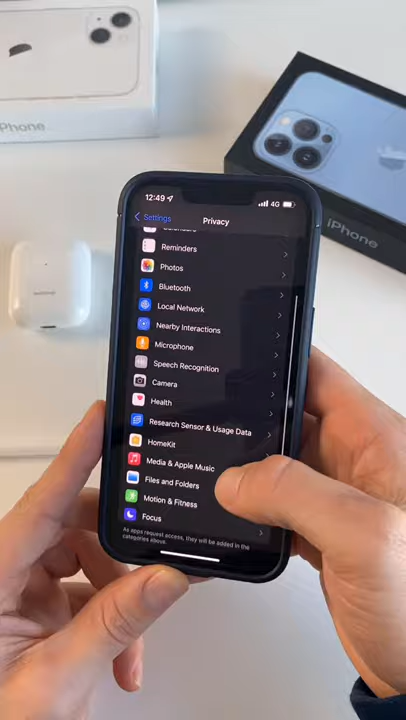 iPhone
iPhone
12:49
4G
Settings
Privacy
Reminders
Photos
Bluetooth
Local Network
Nearby Interactions
Microphone
Speech Recognition
Camera
Health
Research Sensor & Usage Data
HomeKit
Media & Apple Music
Files and Folders
Motion & Fitness
Focus
As apps request access, they will be added in the
categories above.